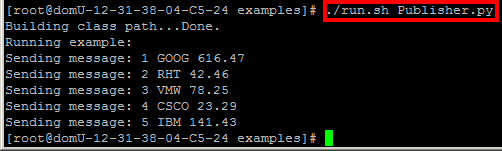 [root@domU-12-31-38-04-C5-24 examples]# ./run.sh Publisher.py
Building class path...Done.
Running example:
Sending message: 1 GOOG 616.47
Sending message: 2 RHT 42.46
Sending message: 3 VMW 78.25
Sending message: 4 CSCO 23.29
Sending message: 5 IBM 141.43
[root@domU-12-31-38-04-C5-24 examples]#